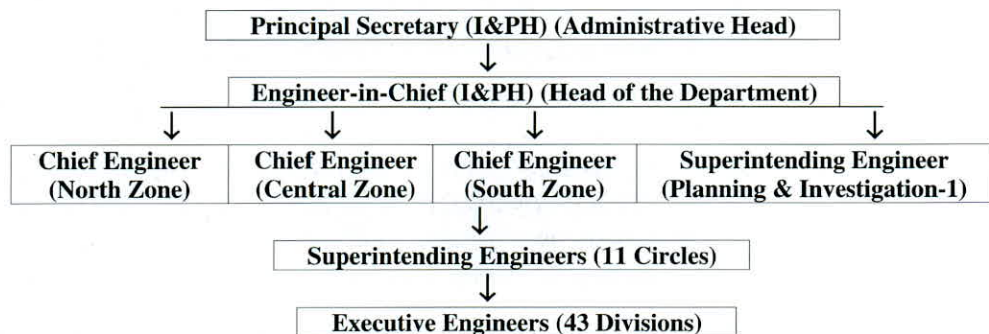 Principal Secretary (I&PH) (Administrative Head)
Engineer-in-Chief (I&PH) (Head of the Department)
Chief Engineer
(North Zone)
Chief Engineer
(Central Zone)
Chief Engineer
(South Zone)
Superintending Engineer
(Planning & Investigation-1)
Superintending Engineers (11 Circles)
Executive Engineers (43 Divisions)